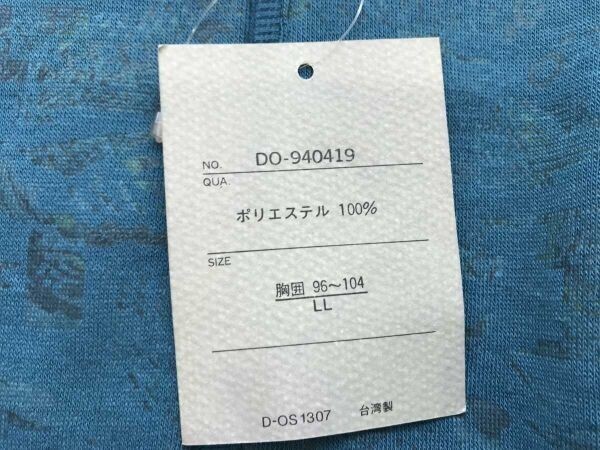 NO. DO-940419
QUA.
ポリエステル 100%
SIZE
胸囲 96〜104
LL
D-OS1307 台湾製